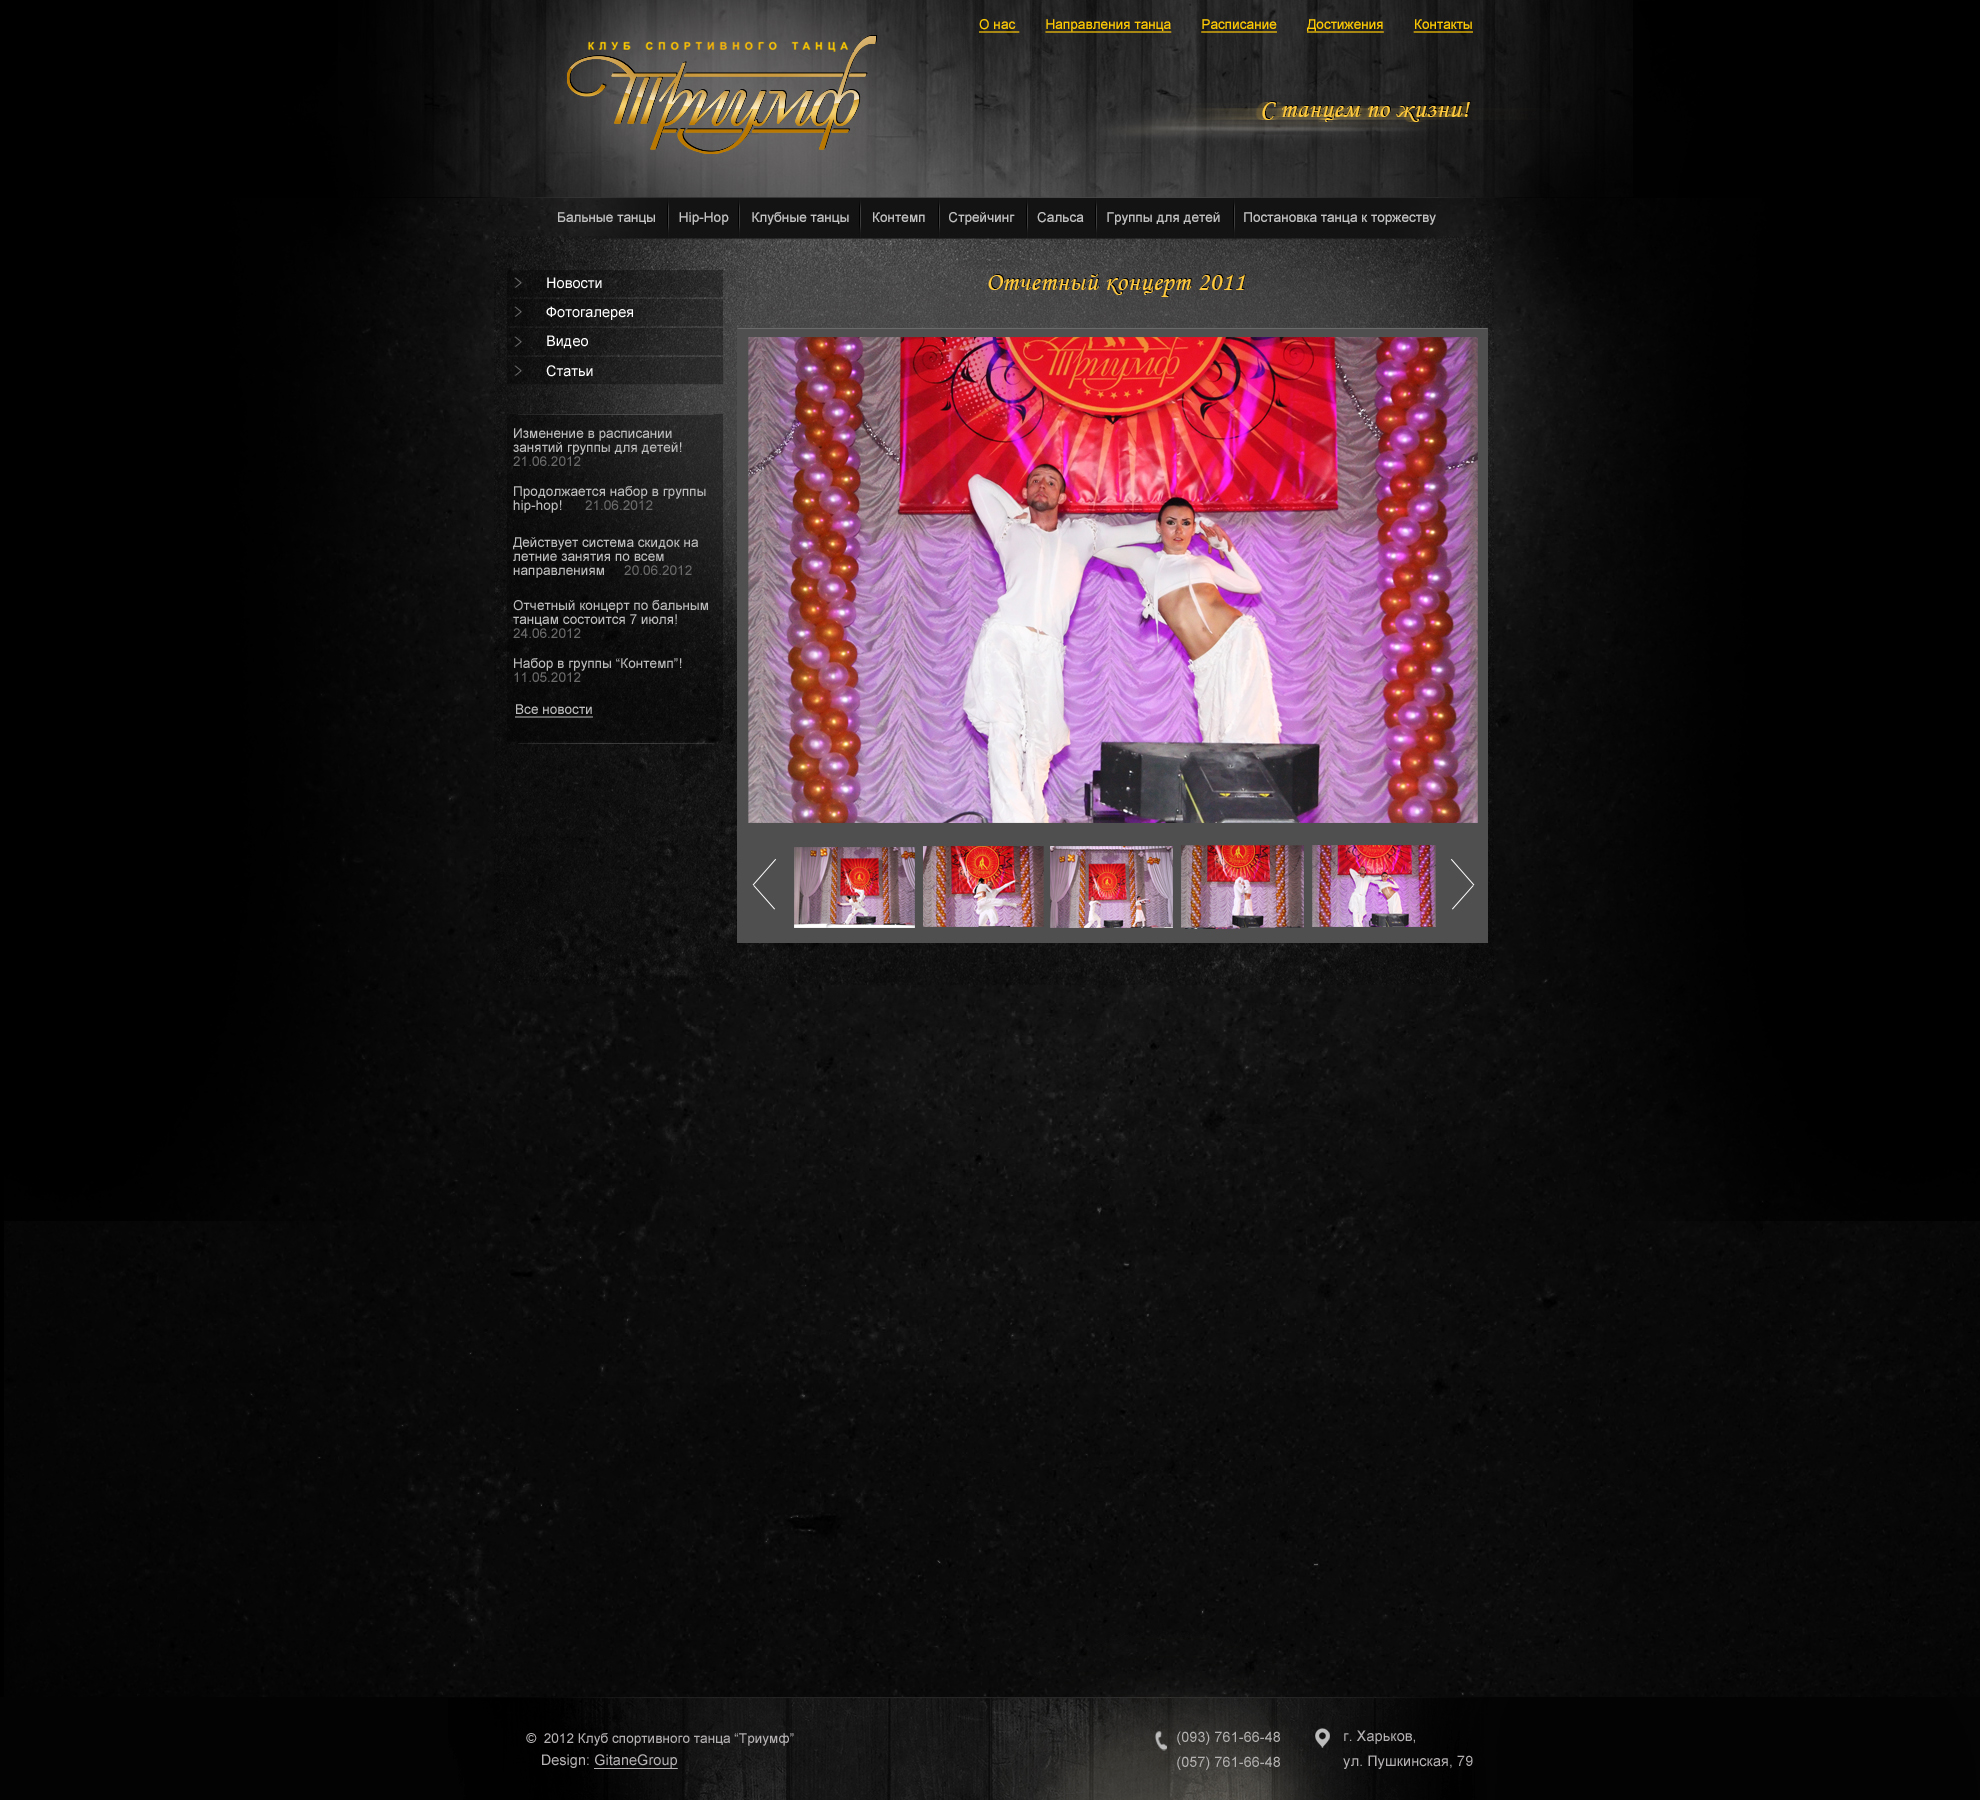 О нас Направления танца Расписание Достижения Контакты
КЛУБ СПОРТИВНОГО ТАНЦА
Триумф
С танцем по жизни!
Бальные танцы Hip-Hop Клубные танцы Контемп Стрейчинг Сальса Группы для детей Постановка танца к торжеству
Новости
Фотогалерея
Видео
Статьи
Изменение в расписании
занятий группы для детей!
21.06.2012
Продолжается набор в группы
hip-hop! 21.06.2012
Действует система скидок на
летние занятия по всем
направлениям 20.06.2012
Отчетный концерт по бальным
танцам состоится 7 июля!
24.06.2012
Набор в группы “Контемп”!
11.05.2012
Все новости
Отчетный концерт 2011
Триумф
© 2012 Клуб спортивного танца “Триумф”
Design: GitaneGroup
(093) 761-66-48
(057) 761-66-48
г. Харьков,
ул. Пушкинская, 79